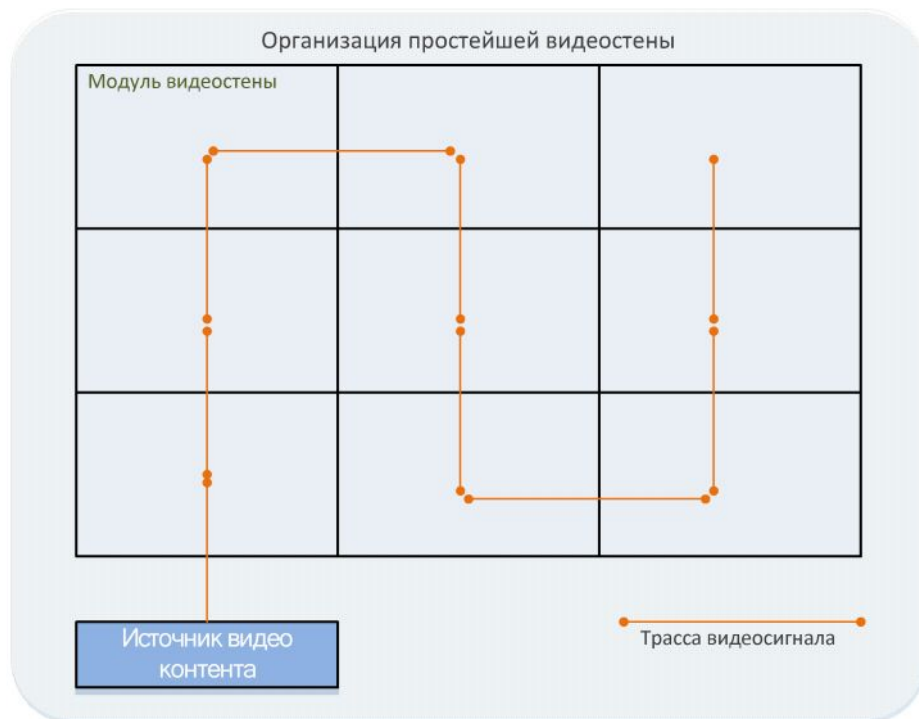 Организация простейшей видеостены
Модуль видеостены
Источник видео
контента
Трасса видеосигнала